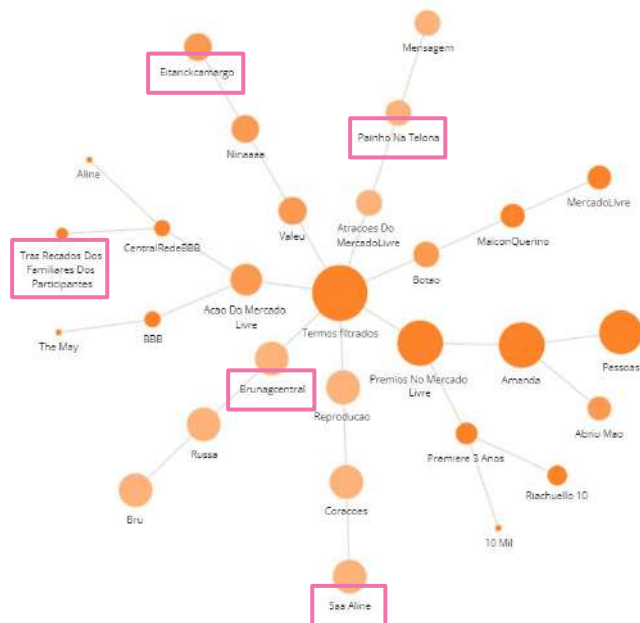 Mensagem
Eitarickcamargo
Painho Na Telona
Ninaaaa
Aline
MercadoLivre
MaiconQuerino
Valeu
Atracoes Do
MercadoLivre
CentralRedeBBB
Traz Recados Dos
Familiares Dos
Participantes
Botao
Acao Do Mercado
Livre
Termos filtrados
The May
BBB
Premios No Mercado
Livre
Amanda
Pessoas
Brunagcentral
Reproducao
Abriu Mao
Russa
Premiere 3 Anos
Riachuello 10
Bru
Coracoes
10 Mil
Saa Aline